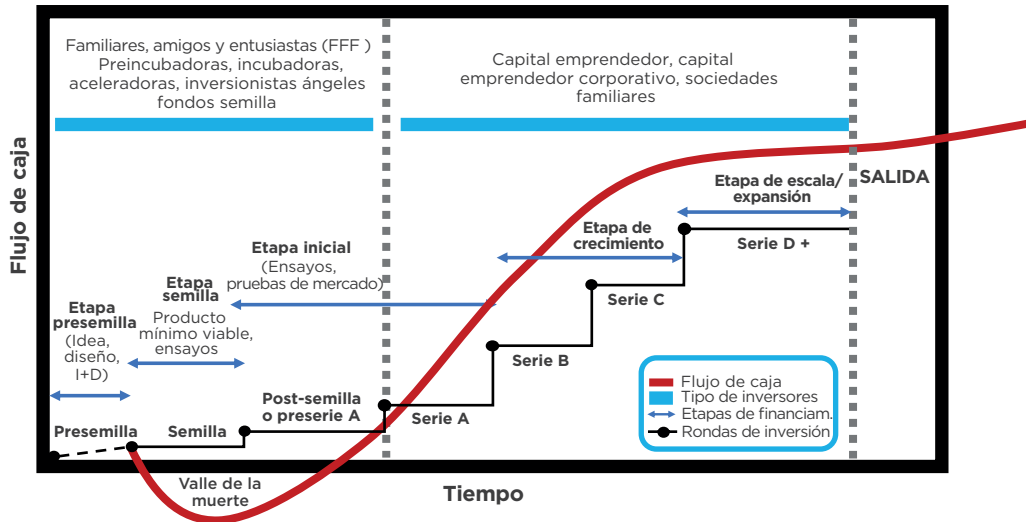 Familiares, amigos y entusiastas (FFF )
Preincubadoras, incubadoras,
aceleradoras, inversionistas ángeles
fondos semilla
Capital emprendedor, capital
emprendedor corporativo, sociedades
familiares
Flujo de caja
SALIDA
Etapa de escala/
expansión
Serie D +
Etapa de
crecimiento
Serie C
Etapa inicial
(Ensayos,
pruebas de mercado)
Etapa
semilla
Producto
mínimo viable,
ensayos
Etapa
presemilla
(Idea,
diseño,
I+D)
Serie B
Post-semilla
o preserie A
Serie A
Presemilla
Semilla
Valle de la
muerte
Flujo de caja
Tipo de inversores
Etapas de financiam.
Rondas de inversión
Tiempo